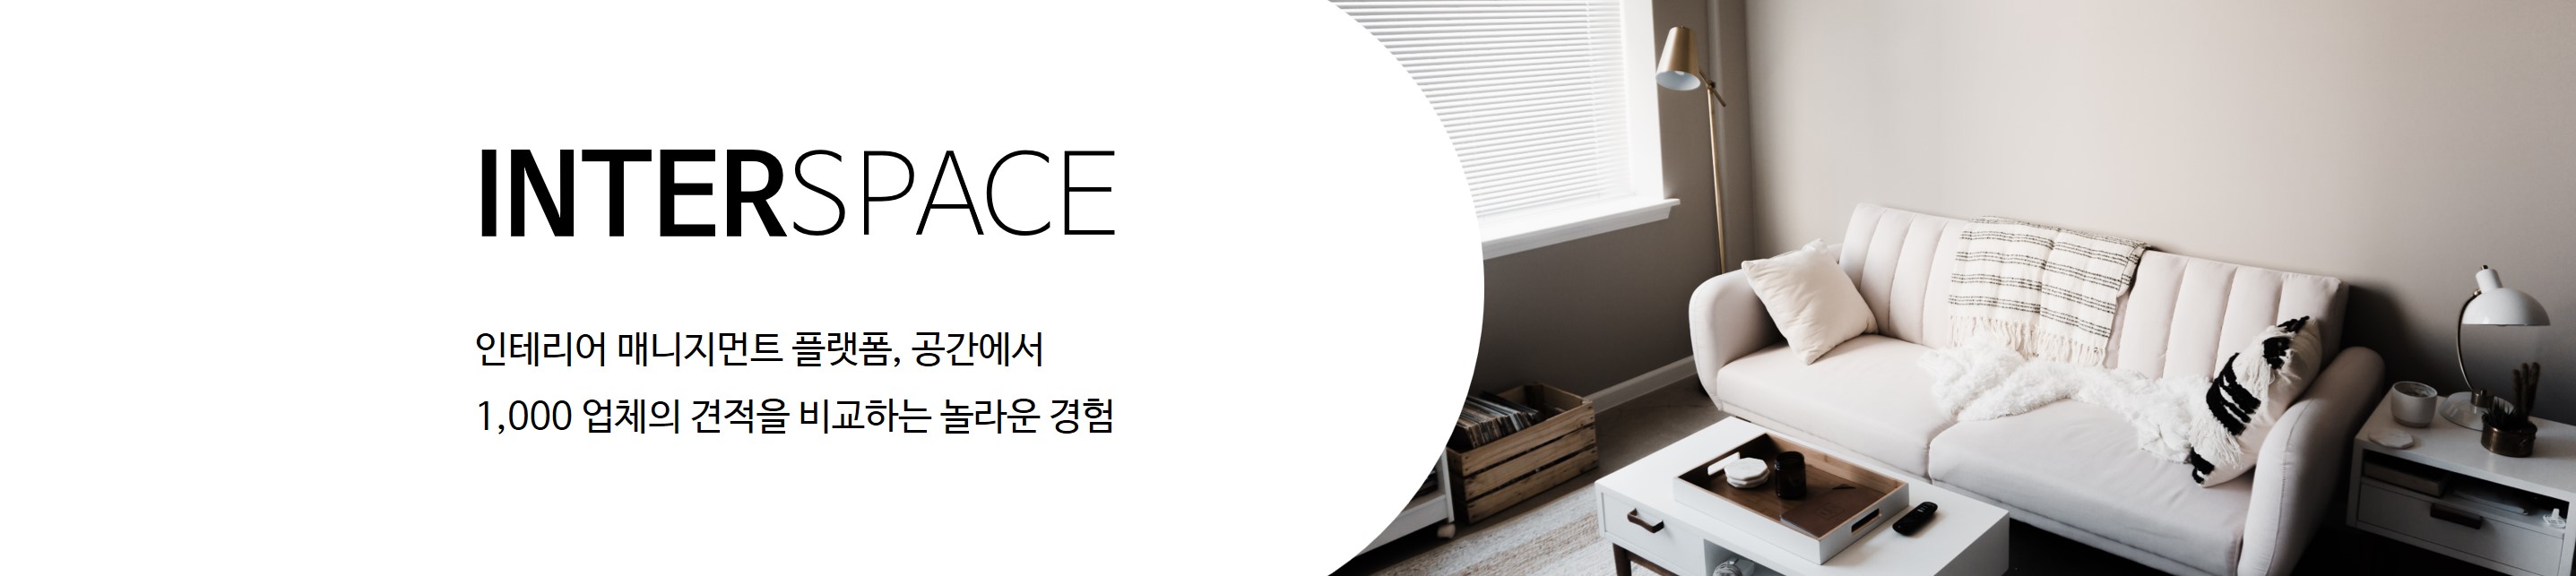 INTERSPACE
인테리어 매니지먼트 플랫폼, 공간에서
1,000 업체의 견적을 비교하는 놀라운 경험